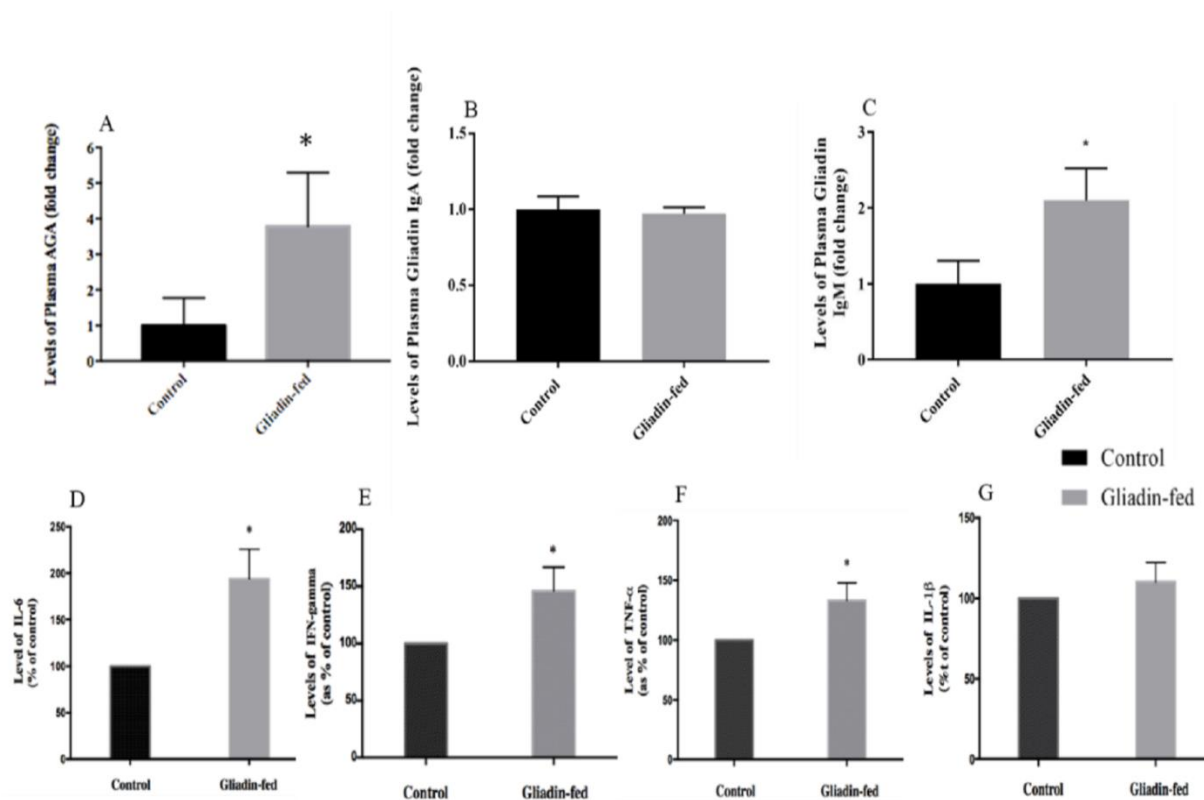 A
Levels of Plasma AGA (fold change)
6
5
4
3
2
1
0
*
Control
Gliadin-fed
B
Levels of Plasma Gliadin IgA (fold change)
1.5
1.0
0.5
0.0
Control
Gliadin-fed
C
Levels of Plasma Gliadin
IgM (fold change)
3
2
1
0
*
Control
Gliadin-fed
Control
Gliadin-fed
D
Level of IL-6
(% of control)
250
200
150
100
50
0
*
Control
Gliadin-fed
E
Levels of IFN-gamma
(as % of control)
200
150
100
50
0
*
Control
Gliadin-fed
F
Level of TNF-α
(as % of control)
200
150
100
50
0
*
Control
Gliadin-fed
G
Levels of IL-1β
(%t of control)
150
100
50
0
Control
Gliadin-fed